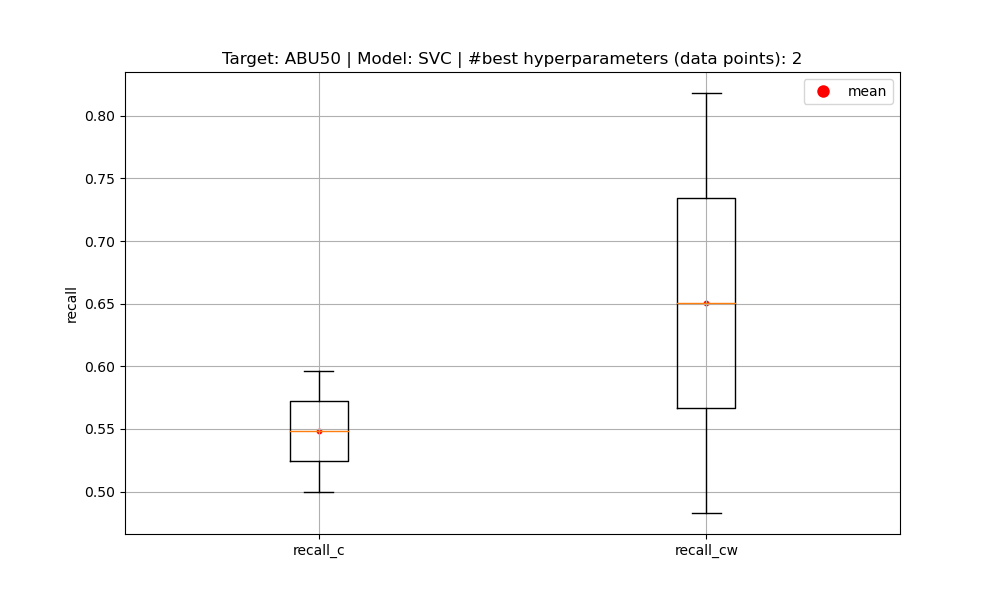 Target: ABU50 | Model: SVC | #best hyperparameters (data points): 2
mean
0.80
0.75
0.70
0.65
0.60
0.55
0.50
recall
recall_c
recall_cw